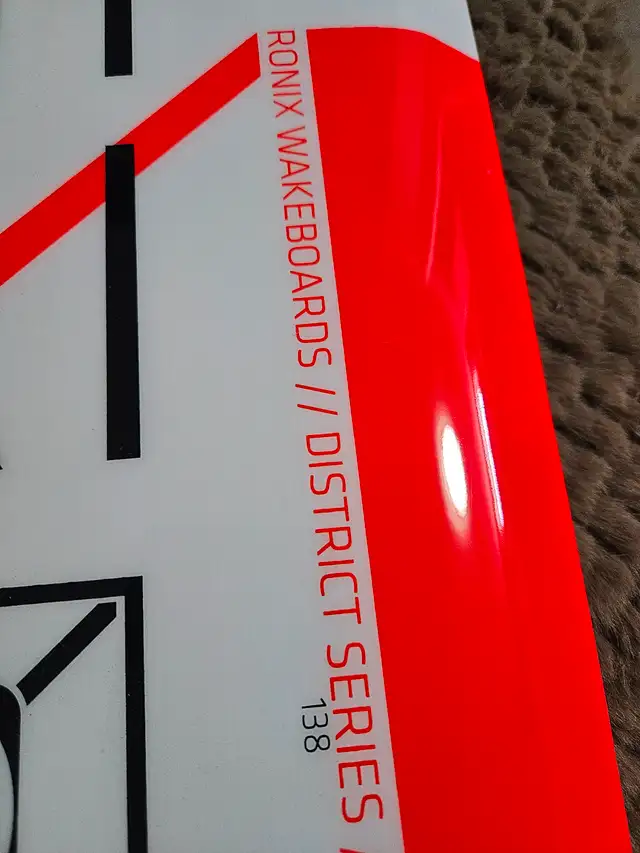 RONIX WAKEBOARDS // DISTRICT SERIES /
138